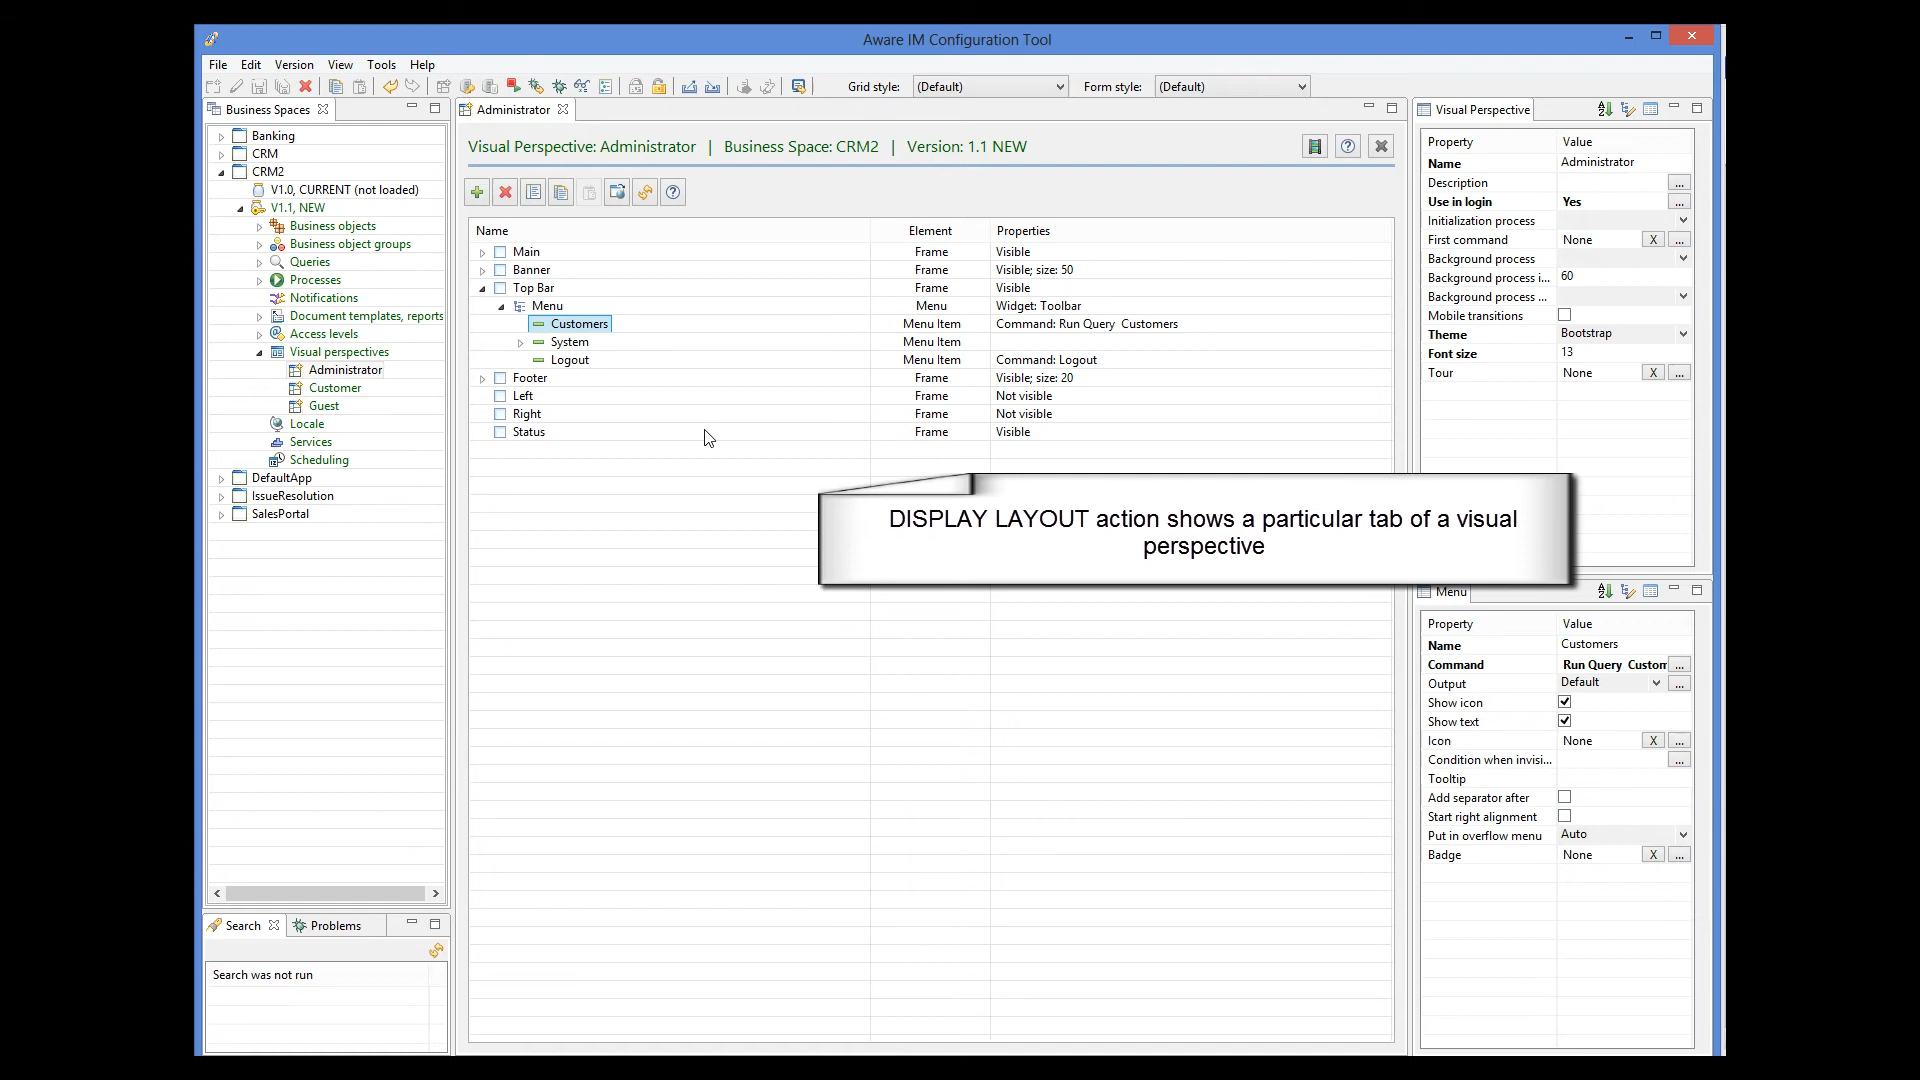 Aware IM Configuration Tool
File Edit Version View Tools Help
Grid style: (Default) Form style: (Default)
Business Spaces
Banking
CRM
CRM2
V1.0, CURRENT (not loaded)
V1.1, NEW
Business objects
Business object groups
Queries
Processes
Notifications
Document templates, reports
Access levels
Visual perspectives
Administrator
Customer
Guest
Locale
Services
Scheduling
DefaultApp
IssueResolution
SalesPortal
Search Problems
Search was not run
Administrator
Visual Perspective: Administrator | Business Space: CRM2 | Version: 1.1 NEW
Name Element Properties
Main Frame Visible
Banner Frame Visible; size: 50
Top Bar Frame Visible
Menu Menu Widget: Toolbar
Customers Menu Item Command: Run Query Customers
System Menu Item
Logout Menu Item Command: Logout
Footer Frame Visible; size: 20
Left Frame Not visible
Right Frame Not visible
Status Frame Visible
DISPLAY LAYOUT action shows a particular tab of a visual
perspective
Visual Perspective
Property Value
Name Administrator
Description ...
Use in login Yes ...
Initialization process
First command None X ...
Background process
Background process i... 60
Background process ...
Mobile transitions
Theme Bootstrap
Font size 13
Tour None X ...
Menu
Property Value
Name Customers
Command Run Query Custom ...
Output Default ...
Show icon
Show text
Icon None X ...
Condition when invisi... ...
Tooltip
Add separator after
Start right alignment
Put in overflow menu Auto
Badge None X ...